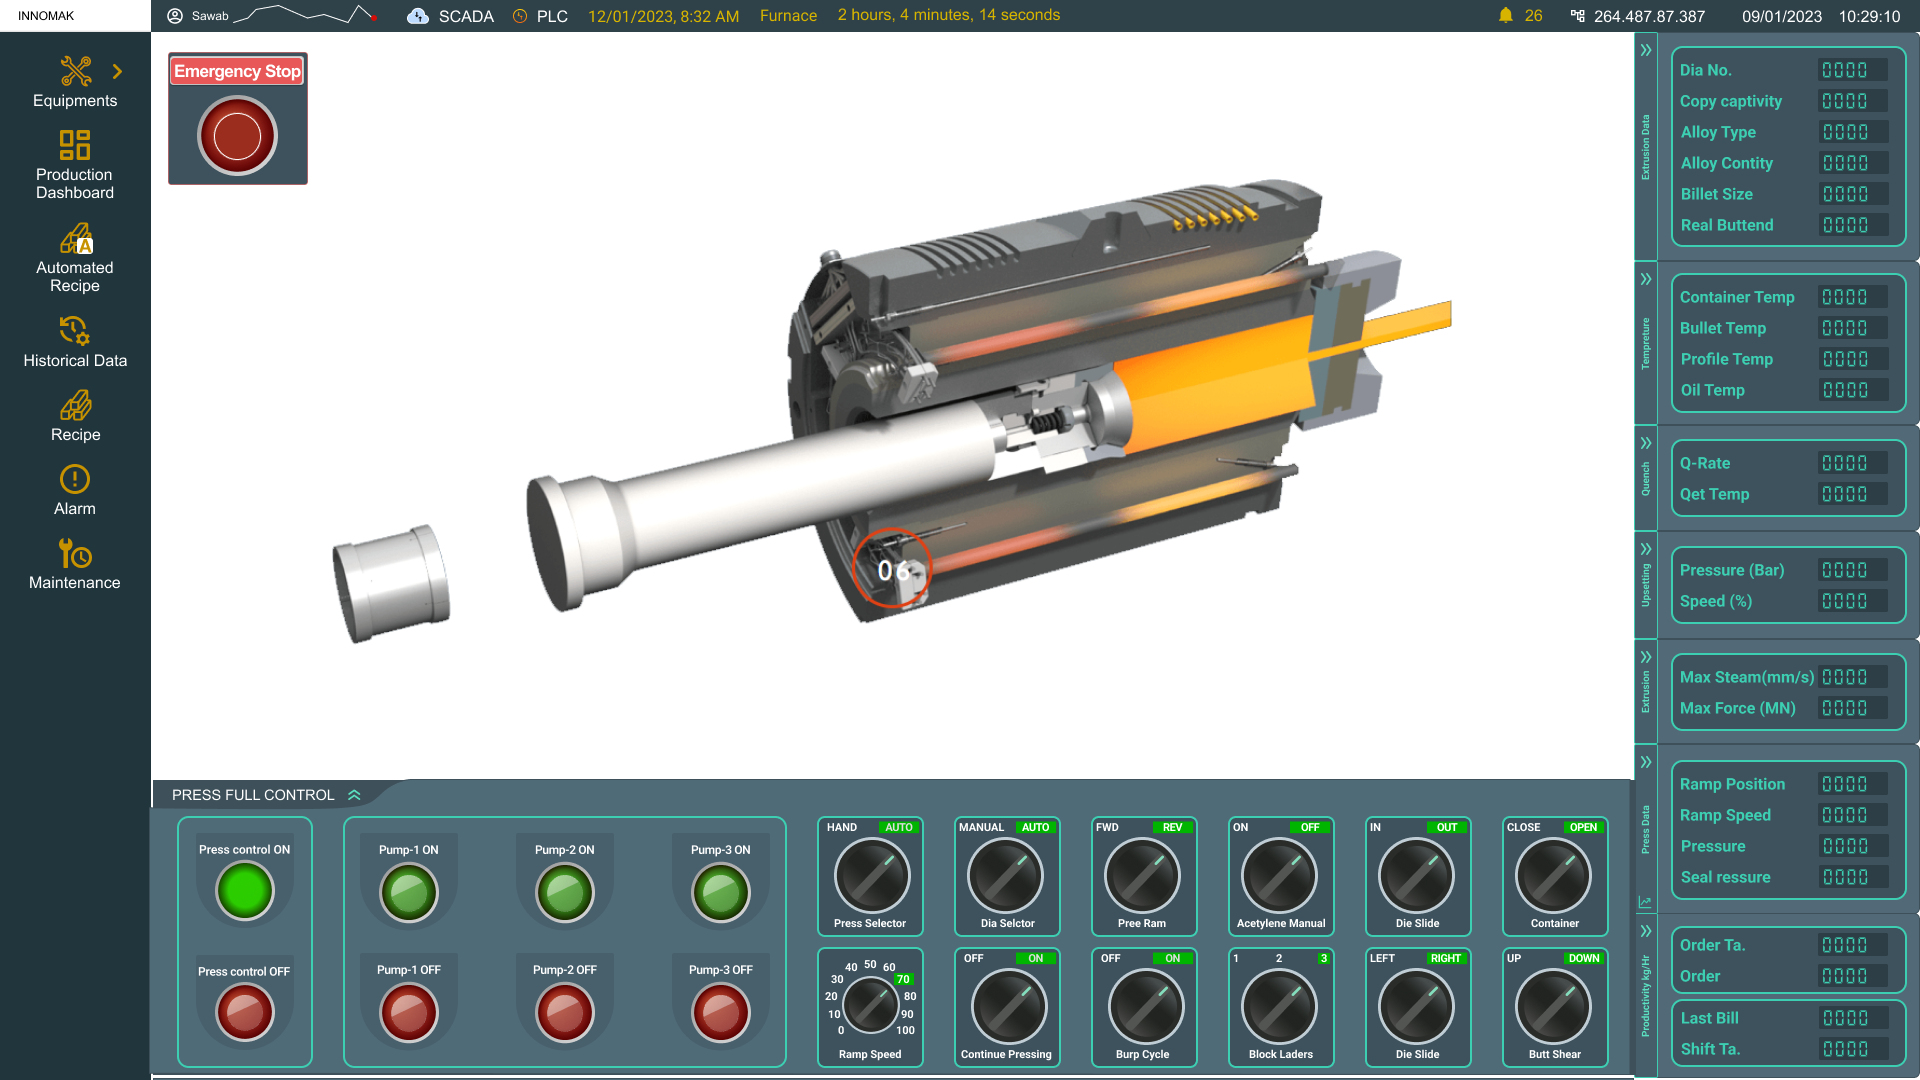 INNOMAK
Sawab
SCADA
PLC
12/01/2023, 8:32 AM
Furnace
2 hours, 4 minutes, 14 seconds
26
264.487.87.387
09/01/2023
10:29:10
Equipments
Production
Dashboard
A
Automated
Recipe
Historical Data
Recipe
Alarm
Maintenance
Emergency Stop
06
Extrusion Data
Dia No. 0000
Copy captivity 0000
Alloy Type 0000
Alloy Contity 0000
Billet Size 0000
Real Buttend 0000
Tempreture
Container Temp 0000
Bullet Temp 0000
Profile Temp 0000
Oil Temp 0000
Quench
Q-Rate 0000
Qet Temp 0000
Upsetting
Pressure (Bar) 0000
Speed (%) 0000
Extrusion
Max Steam(mm/s) 0000
Max Force (MN) 0000
Press Data
Ramp Position 0000
Ramp Speed 0000
Pressure 0000
Seal ressure 0000
Productivity kg/Hr
Order Ta. 0000
Order 0000
Last Bill 0000
Shift Ta. 0000
PRESS FULL CONTROL
Press control ON
Press control OFF
Pump-1 ON
Pump-2 ON
Pump-3 ON
Pump-1 OFF
Pump-2 OFF
Pump-3 OFF
HAND AUTO
Press Selector
MANUAL AUTO
Dia Selctor
FWD REV
Pree Ram
ON OFF
Acetylene Manual
IN OUT
Die Slide
CLOSE OPEN
Container
0 10 20 30 40 50 60 70 80 90 100
Ramp Speed
OFF ON
Continue Pressing
OFF ON
Burp Cycle
1 2 3
Block Laders
LEFT RIGHT
Die Slide
UP DOWN
Butt Shear